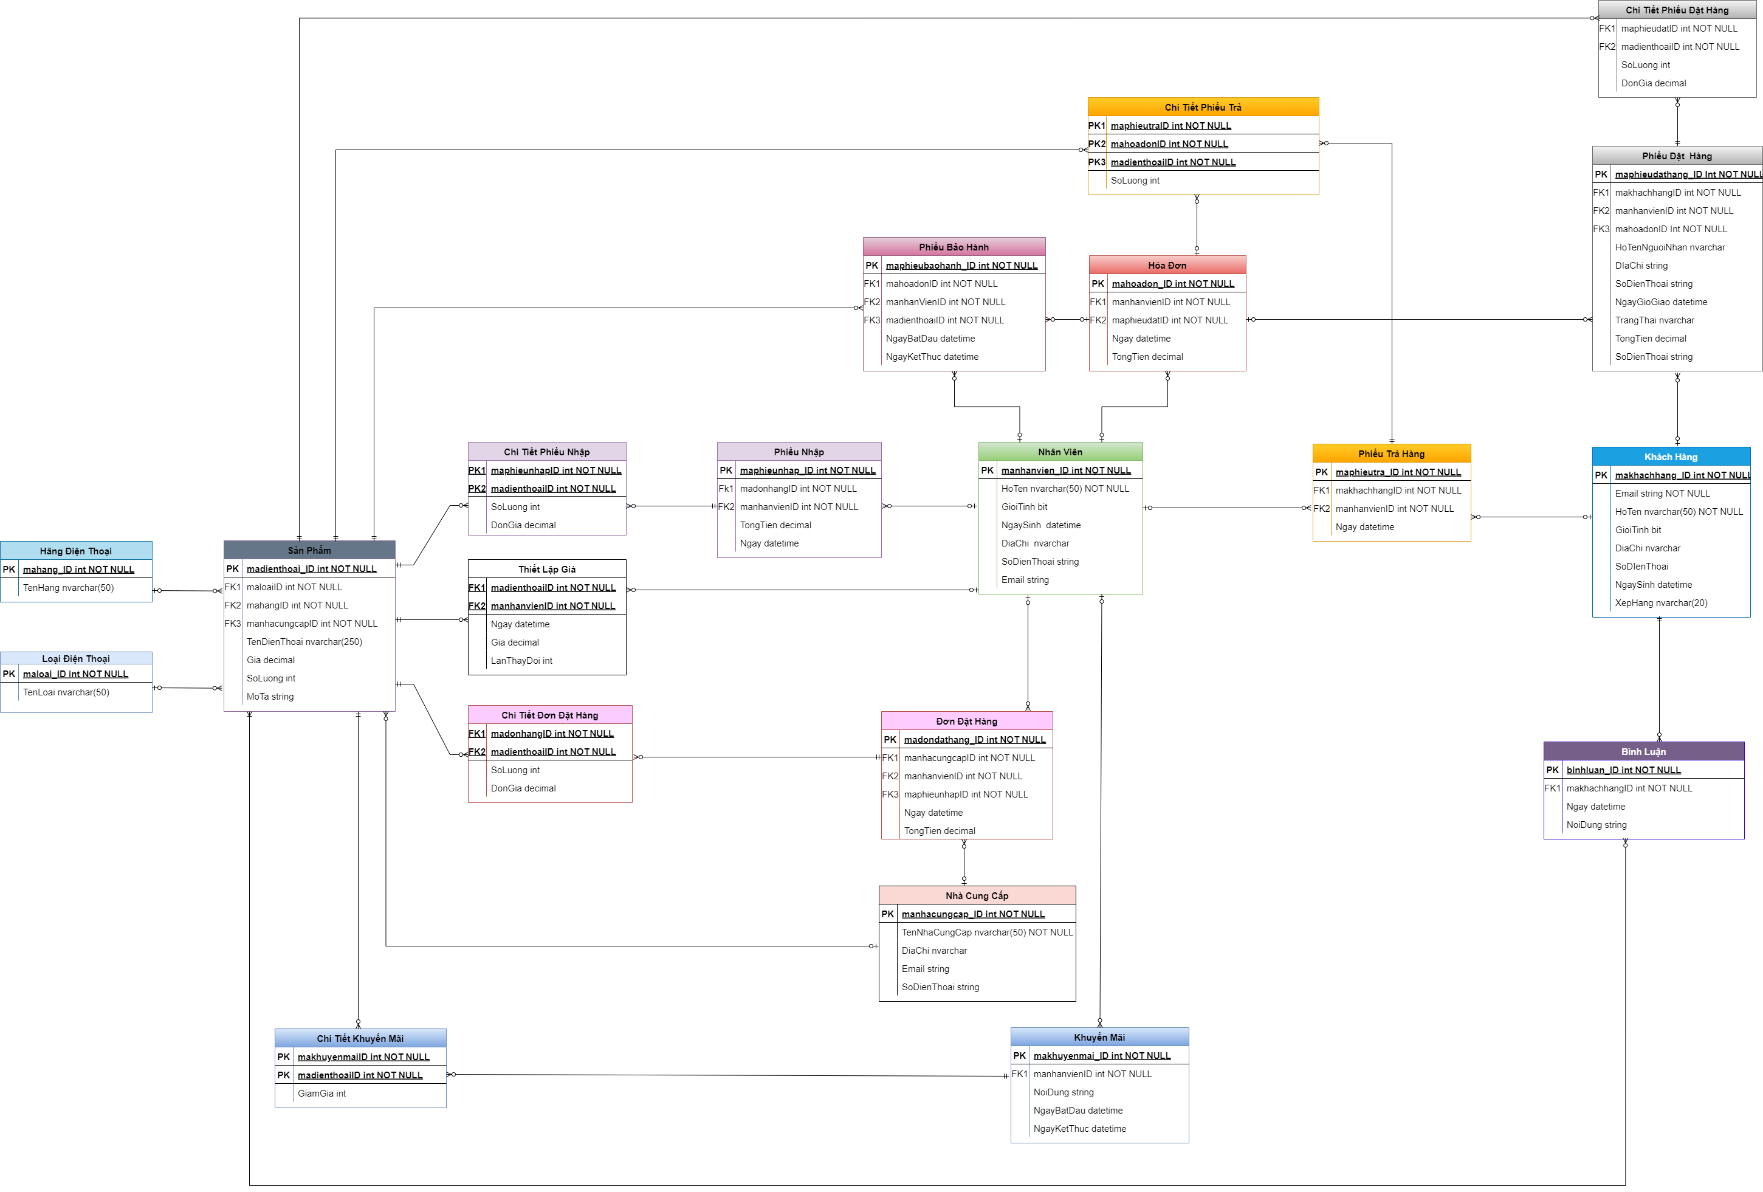 Chi Tiết Phiếu Đặt Hàng
FK1 maphieudatID int NOT NULL
FK2 madienthoaiID int NOT NULL
SoLuong int
DonGia decimal
Chi Tiết Phiếu Trả
PK1 maphieutraID int NOT NULL
PK2 mahoadonID int NOT NULL
PK3 madienthoaiID int NOT NULL
SoLuong int
Phiếu Đặt Hàng
PK maphieudathang_ID Int NOT NULL
FK1 makhachhangID int NOT NULL
FK2 manhanvienID int NOT NULL
FK3 mahoadonID Int NOT NULL
HoTenNguoiNhan nvarchar
DIaChi string
SoDienThoai string
NgayGioGiao datetime
TrangThai nvarchar
TongTien decimal
SoDienThoai string
Phiếu Bảo Hành
PK maphieubaohanh_ID int NOT NULL
FK1 mahoadonID int NOT NULL
FK2 manhanVienID int NOT NULL
FK3 madienthoaiID int NOT NULL
NgayBatDau datetime
NgayKetThuc datetime
Hóa Đơn
PK mahoadon_ID int NOT NULL
FK1 manhanvienID int NOT NULL
FK2 maphieudatID int NOT NULL
Ngay datetime
TongTien decimal
Chi Tiết Phiếu Nhập
PK1 maphieunhapID int NOT NULL
PK2 madienthoaiID int NOT NULL
SoLuong int
DonGia decimal
Phiếu Nhập
PK maphieunhap_ID int NOT NULL
Fk1 madonhangID int NOT NULL
FK2 manhanvienID int NOT NULL
TongTien decimal
Ngay datetime
Nhân Viên
PK manhanvien_ID int NOT NULL
HoTen nvarchar(50) NOT NULL
GioiTinh bit
NgaySinh datetime
DiaChi nvarchar
SoDienThoai string
Email string
Phiếu Trả Hàng
PK maphieutra_ID int NOT NULL
FK1 makhachhangID int NOT NULL
FK2 manhanvienID int NOT NULL
Ngay datetime
Khách Hàng
PK makhachhang_ID int NOT NULL
Email string NOT NULL
HoTen nvarchar(50) NOT NULL
GioiTinh bit
DiaChi nvarchar
SoDIenThoai
NgaySinh datetime
XepHang nvarchar(20)
Hãng Điện Thoại
PK mahang_ID int NOT NULL
TenHang nvarchar(50)
Sản Phẩm
PK madienthoai_ID int NOT NULL
FK1 maloaiID int NOT NULL
FK2 mahangID int NOT NULL
FK3 manhacungcapID int NOT NULL
TenDienThoai nvarchar(250)
Gia decimal
SoLuong int
MoTa string
Thiết Lập Giá
FK1 madienthoaiID int NOT NULL
FK2 manhanvienID int NOT NULL
Ngay datetime
Gia decimal
LanThayDoi int
Loại Điện Thoại
PK maloai_ID int NOT NULL
TenLoai nvarchar(50)
Chi Tiết Đơn Đặt Hàng
FK1 madonhangID int NOT NULL
FK2 madienthoaiID int NOT NULL
SoLuong int
DonGia decimal
Đơn Đặt Hàng
PK madondathang_ID int NOT NULL
FK1 manhacungcapID int NOT NULL
FK2 manhanvienID int NOT NULL
FK3 maphieunhapID int NOT NULL
Ngay datetime
TongTien decimal
Bình Luận
PK binhluan_ID int NOT NULL
FK1 makhachhangID int NOT NULL
Ngay datetime
NoiDung string
Nhà Cung Cấp
PK manhacungcap_ID int NOT NULL
TenNhaCungCap nvarchar(50) NOT NULL
DiaChi nvarchar
Email string
SoDienThoai string
Chi Tiết Khuyến Mãi
PK makhuyenmaiID int NOT NULL
PK madienthoaiID int NOT NULL
GiamGia int
Khuyến Mãi
PK makhuyenmai_ID int NOT NULL
FK1 manhanvienID int NOT NULL
NoiDung string
NgayBatDau datetime
NgayKetThuc datetime